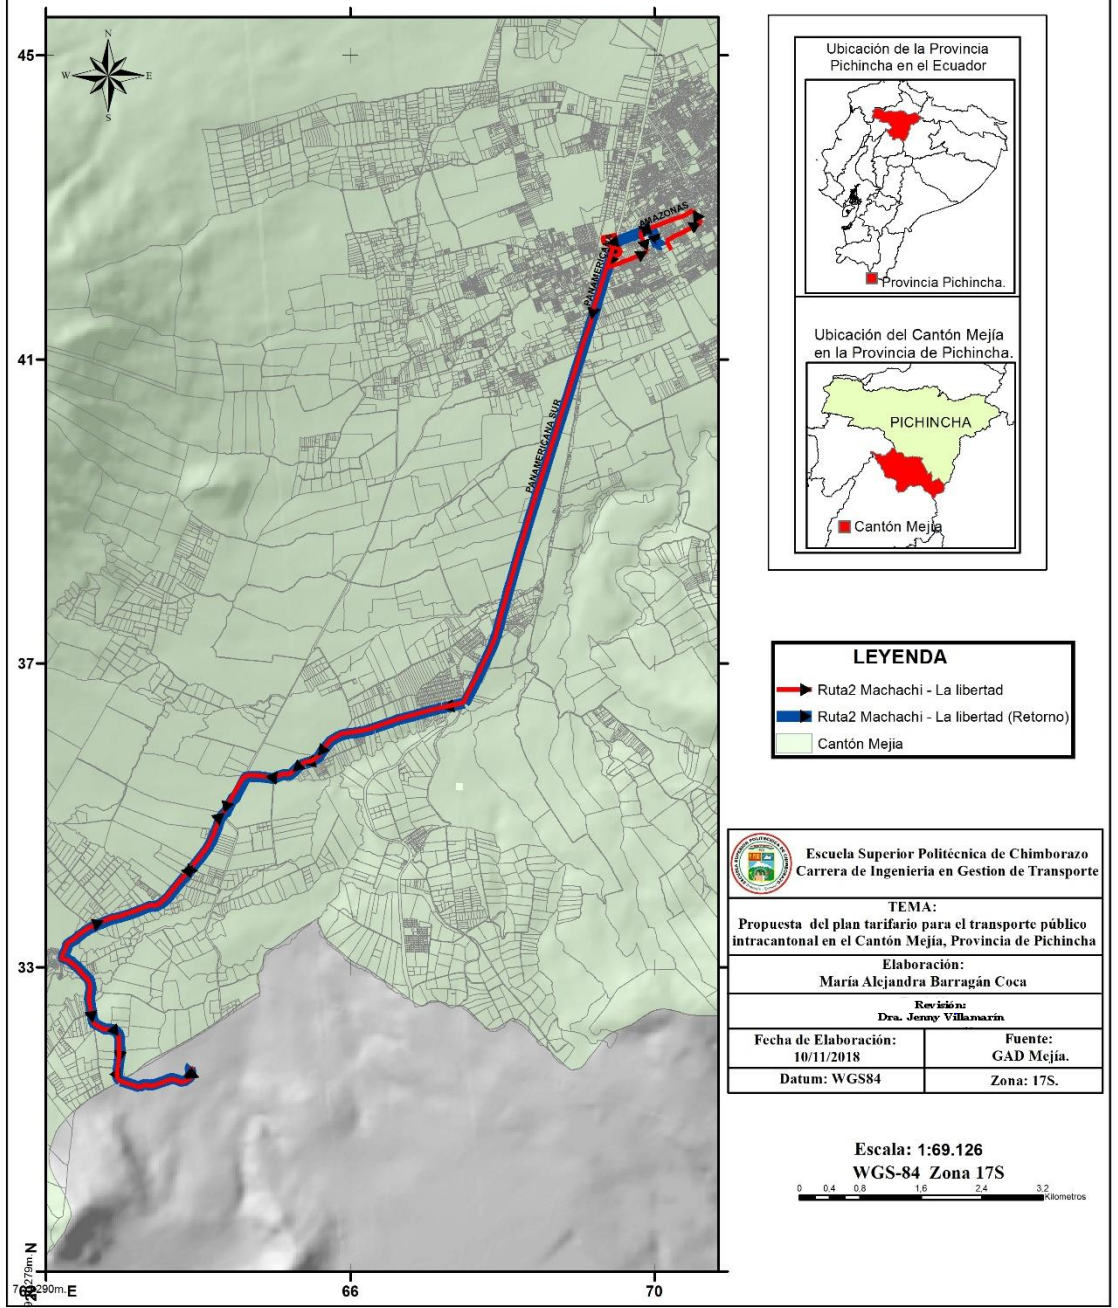 N
W
E
S
45
41
37
33
66
70
AMAZONAS
PANAMERICANA
PANAMERICANA SUR
N
E
Ubicación de la Provincia
Pichincha en el Ecuador
Provincia Pichincha.
Ubicación del Cantón Mejía
en la Provincia de Pichincha.
PICHINCHA
Cantón Mejía
LEYENDA
Ruta2 Machachi - La libertad
Ruta2 Machachi - La libertad (Retorno)
Cantón Mejia
Escuela Superior Politécnica de Chimborazo
Carrera de Ingenieria en Gestion de Transporte
TEMA:
Propuesta del plan tarifario para el transporte público
intracantonal en el Cantón Mejía, Provincia de Pichincha
Elaboración:
María Alejandra Barragán Coca
Revisión:
Dra. Jenny Villamarín
Fecha de Elaboración:
10/11/2018
Fuente:
GAD Mejía.
Datum: WGS84
Zona: 17S.
Escala: 1:69.126
WGS-84 Zona 17S
0 0,4 0,8 1,6 2,4 3,2
Kilometros